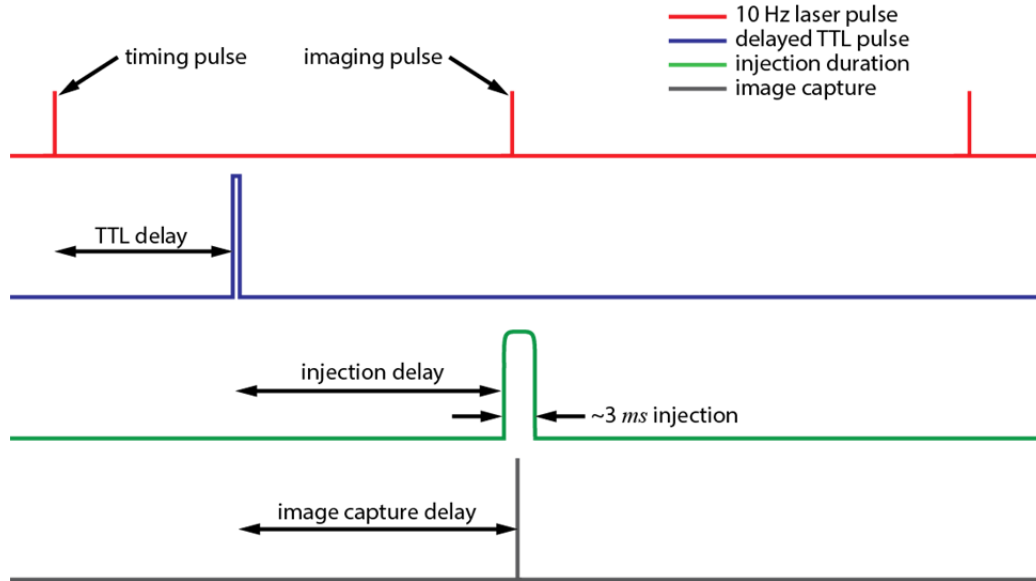 10 Hz laser pulse
delayed TTL pulse
injection duration
image capture
timing pulse
imaging pulse
TTL delay
injection delay
~3 ms injection
image capture delay